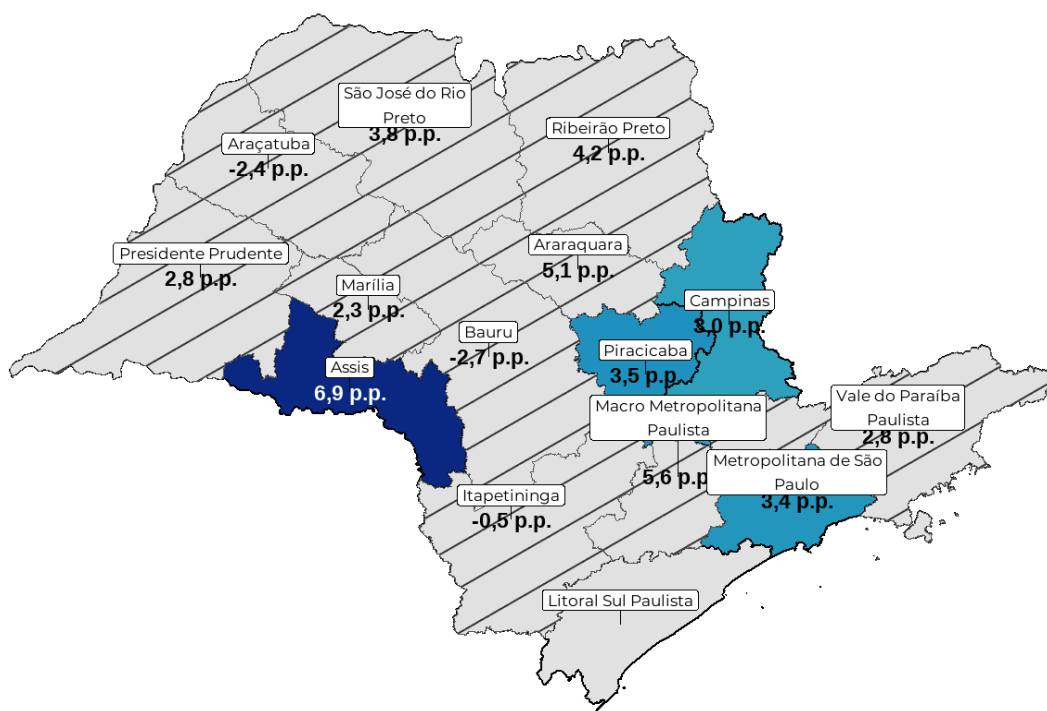 São José do Rio
Preto
3,8 p.p.
Ribeirão Preto
4,2 p.p.
Araçatuba
-2,4 p.p.
Araraquara
5,1 p.p.
Presidente Prudente
2,8 p.p.
Marília
2,3 p.p.
Campinas
3,0 p.p.
Bauru
-2,7 p.p.
Piracicaba
3,5 p.p.
Assis
6,9 p.p.
Macro Metropolitana
Paulista
5,6 p.p.
Vale do Paraíba
Paulista
2,8 p.p.
Metropolitana de São
Paulo
3,4 p.p.
Itapetininga
-0,5 p.p.
Litoral Sul Paulista